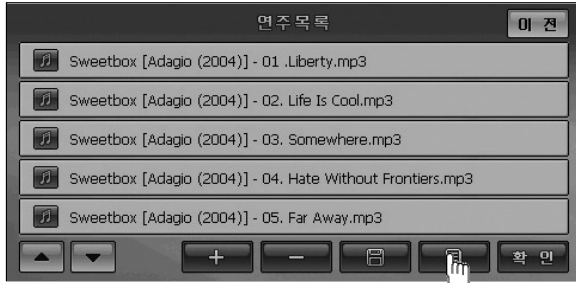 연주목록
이 전
Sweetbox [Adagio (2004)] - 01 .Liberty.mp3
Sweetbox [Adagio (2004)] - 02. Life Is Cool.mp3
Sweetbox [Adagio (2004)] - 03. Somewhere.mp3
Sweetbox [Adagio (2004)] - 04. Hate Without Frontiers.mp3
Sweetbox [Adagio (2004)] - 05. Far Away.mp3
확 인